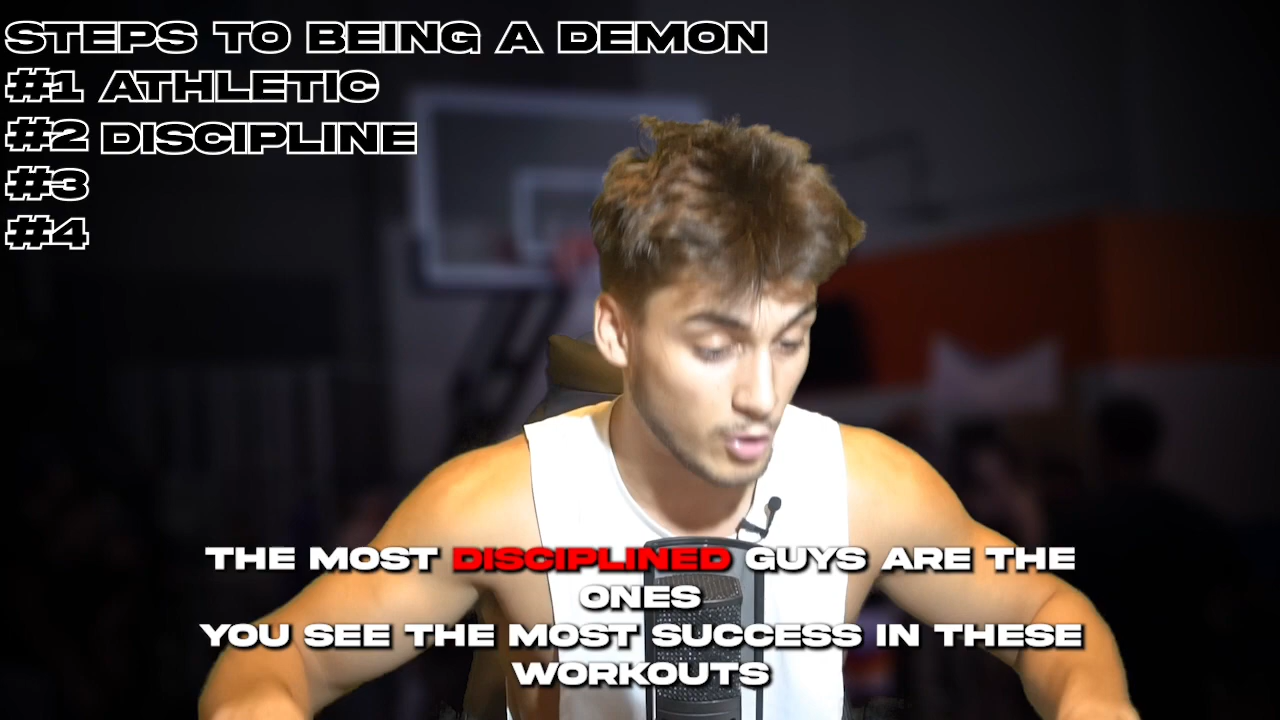 STEPS TO BEING A DEMON
#1 ATHLETIC
#2 DISCIPLINE
#3
#4
THE MOST DISCIPLINED GUYS ARE THE
ONES
YOU SEE THE MOST SUCCESS IN THESE
WORKOUTS